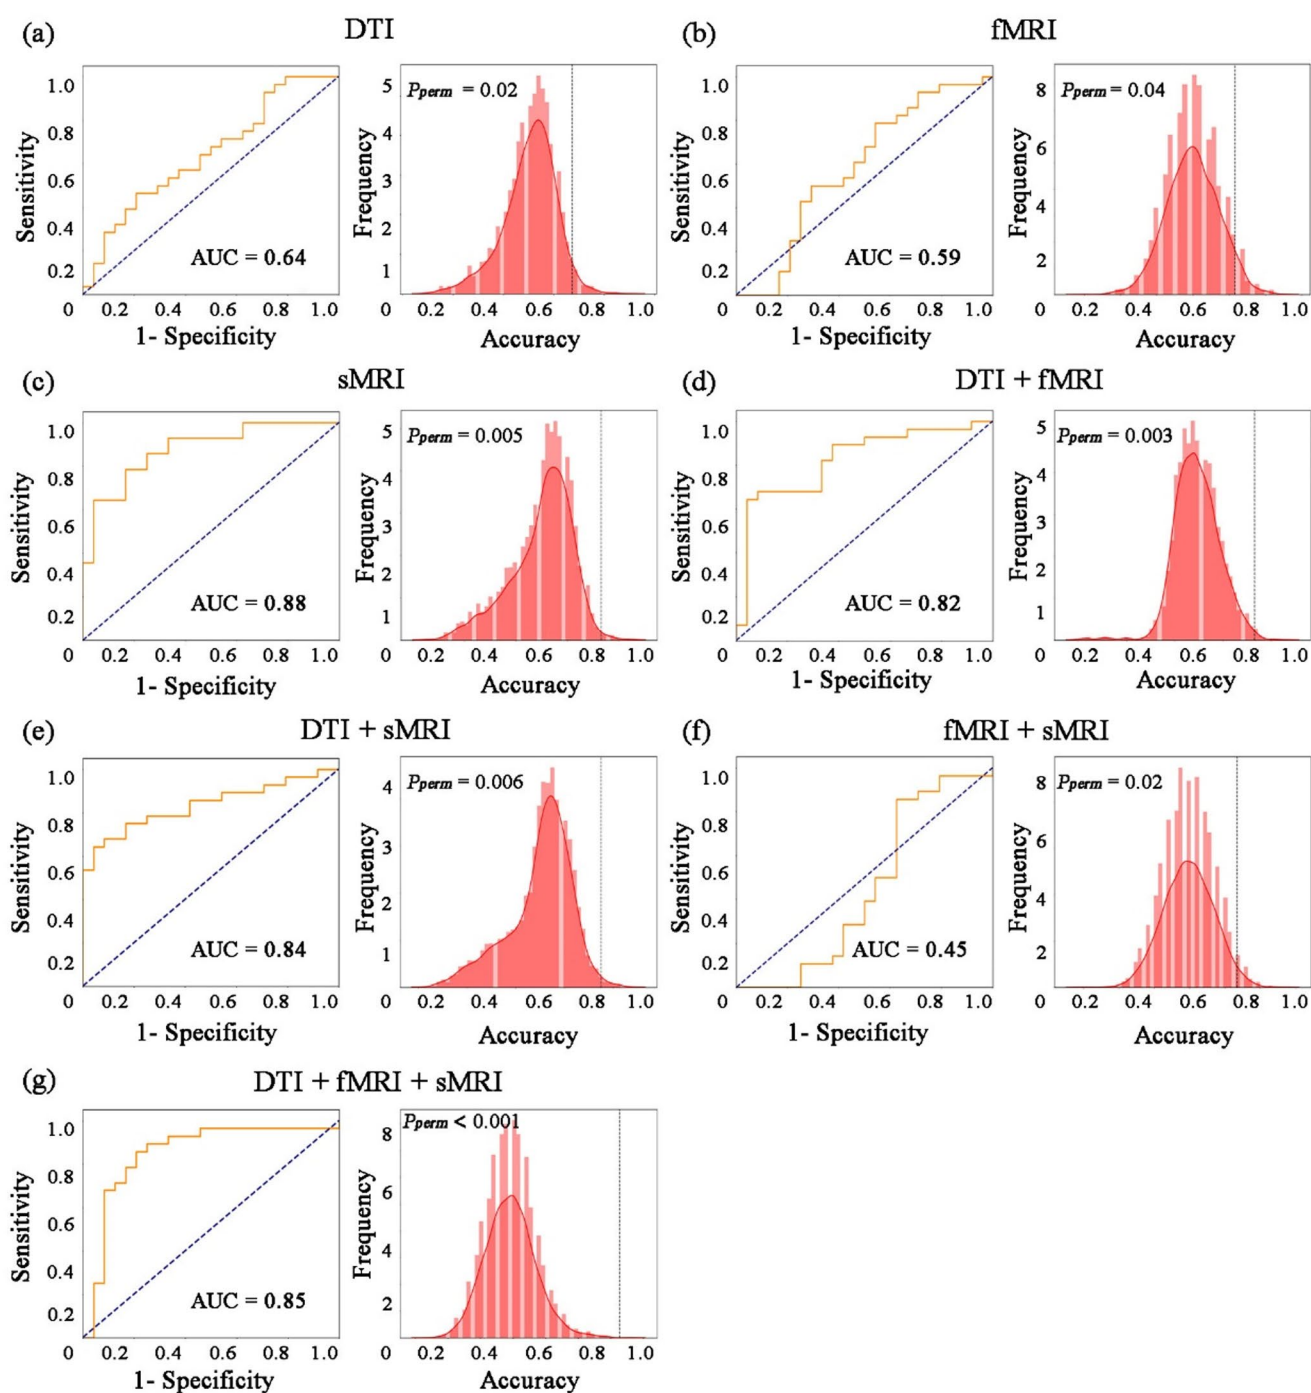 (a) DTI
Sensitivity
1.0
0.8
0.6
0.4
0.2
0
0.2 0.4 0.6 0.8 1.0
1- Specificity
AUC = 0.64
Frequency
5
4
3
2
1
0
0.2 0.4 0.6 0.8 1.0
Accuracy
Pperm = 0.02
(b) fMRI
Sensitivity
1.0
0.8
0.6
0.4
0.2
0
0.2 0.4 0.6 0.8 1.0
1- Specificity
AUC = 0.59
Frequency
8
6
4
2
0
0.2 0.4 0.6 0.8 1.0
Accuracy
Pperm = 0.04
(c) sMRI
Sensitivity
1.0
0.8
0.6
0.4
0.2
0
0.2 0.4 0.6 0.8 1.0
1- Specificity
AUC = 0.88
Frequency
5
4
3
2
1
0
0.2 0.4 0.6 0.8 1.0
Accuracy
Pperm = 0.005
(d) DTI + fMRI
Sensitivity
1.0
0.8
0.6
0.4
0.2
0
0.2 0.4 0.6 0.8 1.0
1- Specificity
AUC = 0.82
Frequency
5
4
3
2
1
0
0.2 0.4 0.6 0.8 1.0
Accuracy
Pperm = 0.003
(e) DTI + sMRI
Sensitivity
1.0
0.8
0.6
0.4
0.2
0
0.2 0.4 0.6 0.8 1.0
1- Specificity
AUC = 0.84
Frequency
4
3
2
1
0
0.2 0.4 0.6 0.8 1.0
Accuracy
Pperm = 0.006
(f) fMRI + sMRI
Sensitivity
1.0
0.8
0.6
0.4
0.2
0
0.2 0.4 0.6 0.8 1.0
1- Specificity
AUC = 0.45
Frequency
8
6
4
2
0
0.2 0.4 0.6 0.8 1.0
Accuracy
Pperm = 0.02
(g) DTI + fMRI + sMRI
Sensitivity
1.0
0.8
0.6
0.4
0.2
0
0.2 0.4 0.6 0.8 1.0
1- Specificity
AUC = 0.85
Frequency
8
6
4
2
0
0.2 0.4 0.6 0.8 1.0
Accuracy
Pperm < 0.001